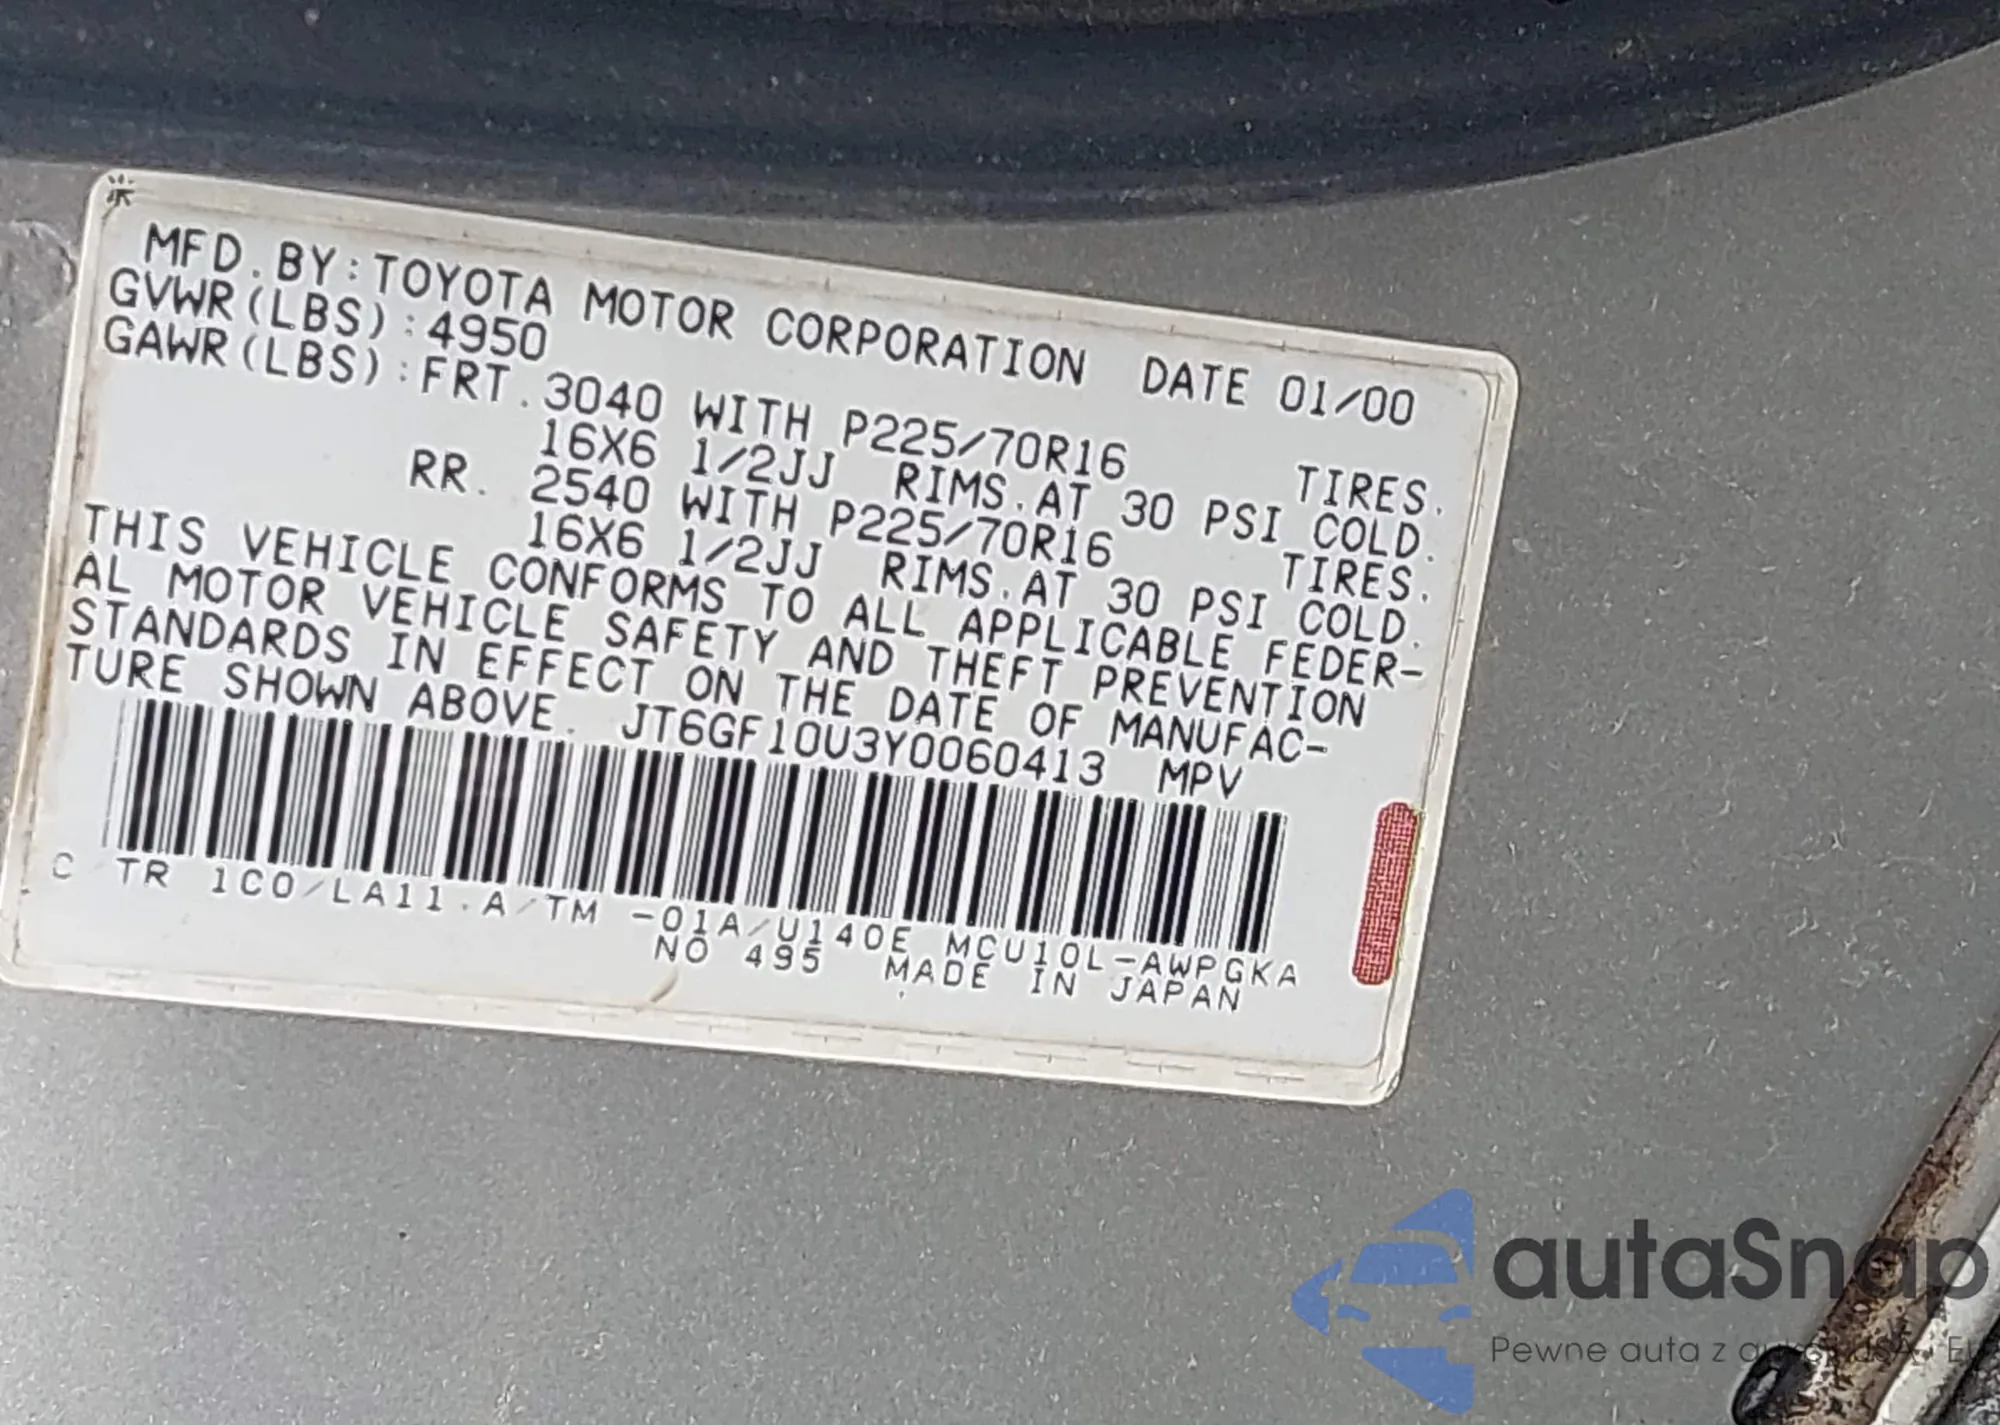 MFD.BY:TOYOTA MOTOR CORPORATION DATE 01/00
GVWR(LBS):4950
GAWR(LBS):FRT.3040 WITH P225/70R16 TIRES.
16X6 1/2JJ RIMS.AT 30 PSI COLD.
RR. 2540 WITH P225/70R16 TIRES.
16X6 1/2JJ RIMS.AT 30 PSI COLD.
THIS VEHICLE CONFORMS TO ALL APPLICABLE FEDER-
AL MOTOR VEHICLE SAFETY AND THEFT PREVENTION
STANDARDS IN EFFECT ON THE DATE OF MANUFAC-
TURE SHOWN ABOVE. JT6GF10U3Y0060413 MPV
C/TR 1C0/LA11.A/TM -01A/U140E MCU10L-AWPGKA
NO 495 MADE IN JAPAN
autaSnap
Pewne auta z